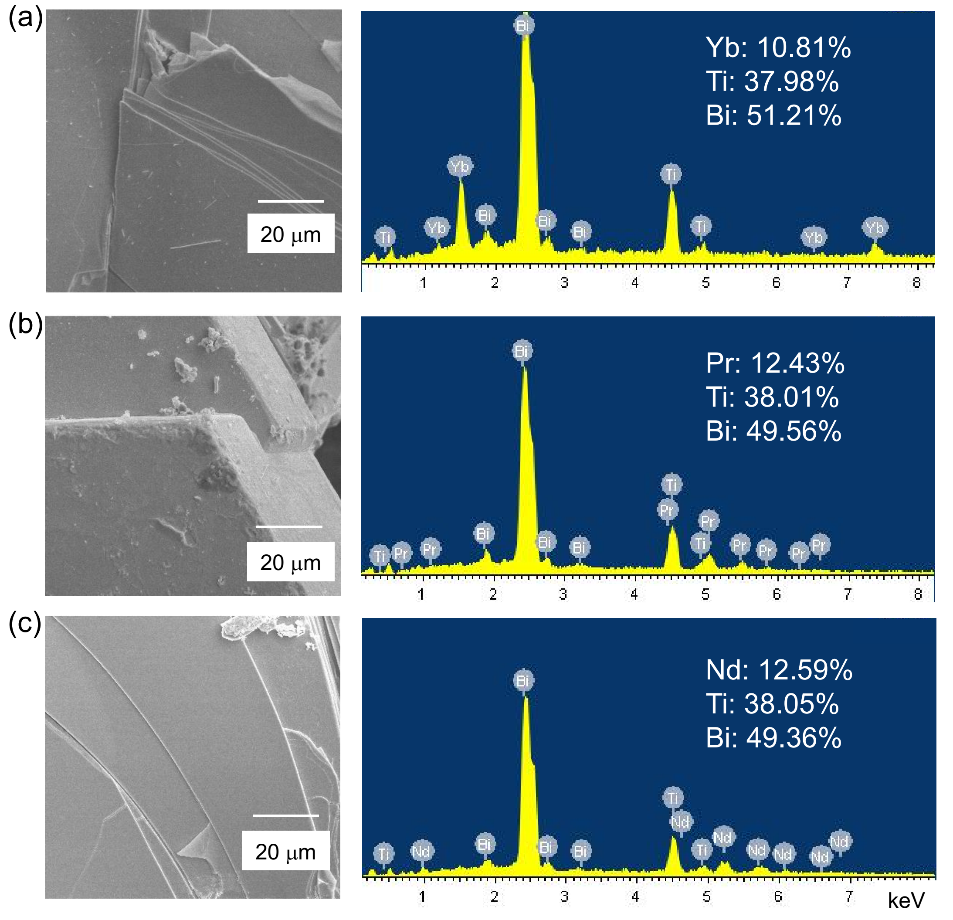 (a)
20 μm
Yb: 10.81%
Ti: 37.98%
Bi: 51.21%
Bi
Yb
Ti
Ti
Yb
Bi
Bi
Bi
Ti
Yb
Yb
1 2 3 4 5 6 7 8
(b)
20 μm
Pr: 12.43%
Ti: 38.01%
Bi: 49.56%
Bi
Ti
Pr
Ti
Pr
Pr
Bi
Bi
Bi
Ti
Pr
Pr
Pr
Pr
Pr
1 2 3 4 5 6 7 8
(c)
20 μm
Nd: 12.59%
Ti: 38.05%
Bi: 49.36%
Bi
Ti
Nd
Ti
Nd
Bi
Bi
Bi
Ti
Nd
Nd
Nd
Nd
Nd
1 2 3 4 5 6 7
keV